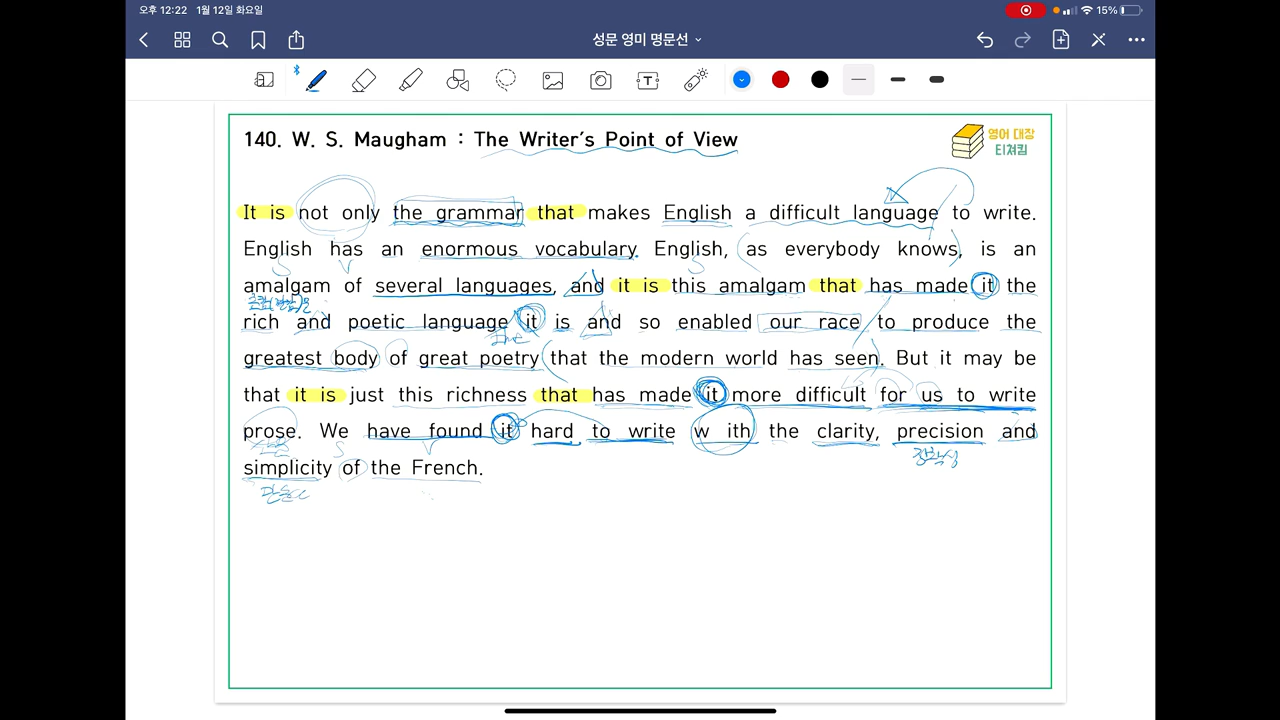 오후 12:22 1월 12일 화요일
15%
성문 영미 명문선
140. W. S. Maugham : The Writer's Point of View
영어 대장
티쳐킴
It is not only the grammar that makes English a difficult language to write.
English has an enormous vocabulary. English, (as everybody knows), is an
S V S
amalgam of several languages, and it is this amalgam that has made it the
rich and poetic language it is and so enabled our race to produce the
greatest body of great poetry (that the modern world has seen). But it may be
that it is just this richness that has made it more difficult for us to write
prose. We have found it hard to write w ith the clarity, precision and
S V
정확성
simplicity of the French.
단순성